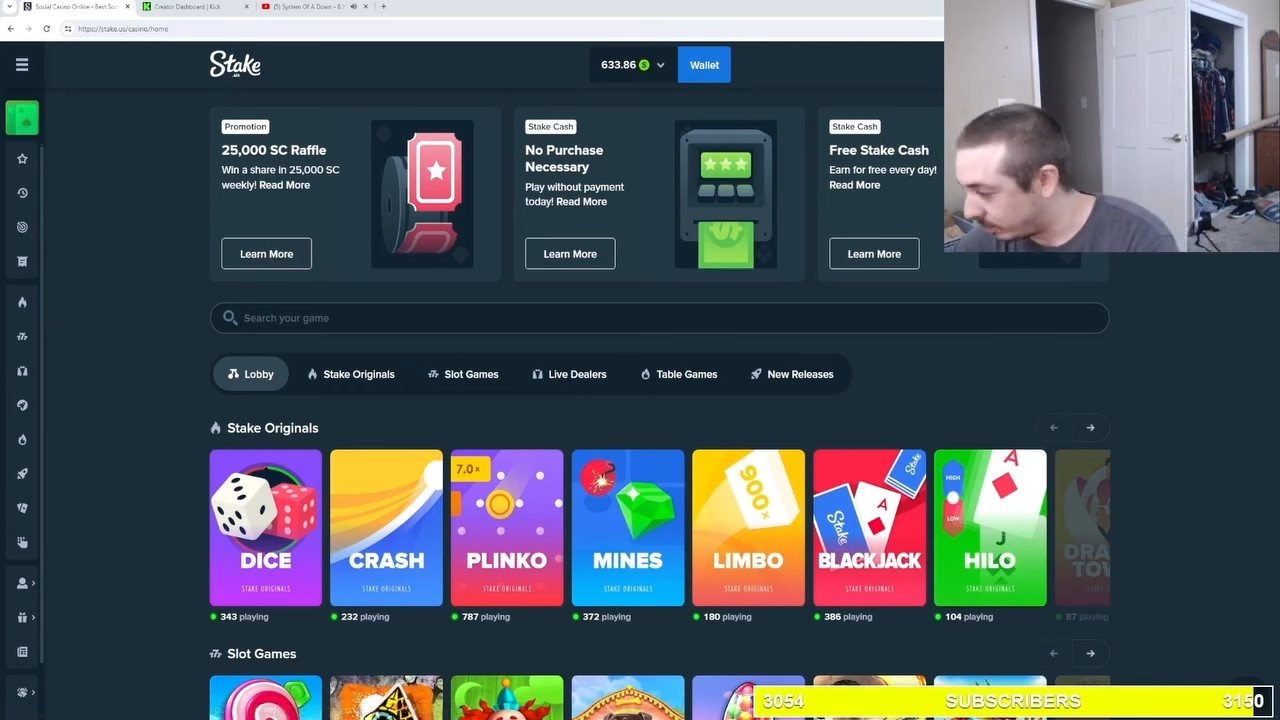 Social Casino Online - Best Soc
Creator Dashboard | Kick
(5) System Of A Down - B.Y
https://stake.us/casino/home
Stake
.us
633.86
Wallet
Promotion
25,000 SC Raffle
Win a share in 25,000 SC
weekly! Read More
Learn More
Stake Cash
No Purchase
Necessary
Play without payment
today! Read More
Learn More
Stake Cash
Free Stake Cash
Earn for free every day!
Read More
Learn More
Search your game
Lobby
Stake Originals
Slot Games
Live Dealers
Table Games
New Releases
Stake Originals
DICE
STAKE ORIGINALS
343 playing
CRASH
STAKE ORIGINALS
232 playing
7.0×
PLINKO
STAKE ORIGINALS
787 playing
MINES
STAKE ORIGINALS
372 playing
900×
LIMBO
STAKE ORIGINALS
180 playing
Stake
A
Stake
BLACKJACK
STAKE ORIGINALS
386 playing
HIGH
LOW
A
J
HILO
STAKE ORIGINALS
104 playing
DRA
TOW
87 playing
Slot Games
3054
SUBSCRIBERS
3150